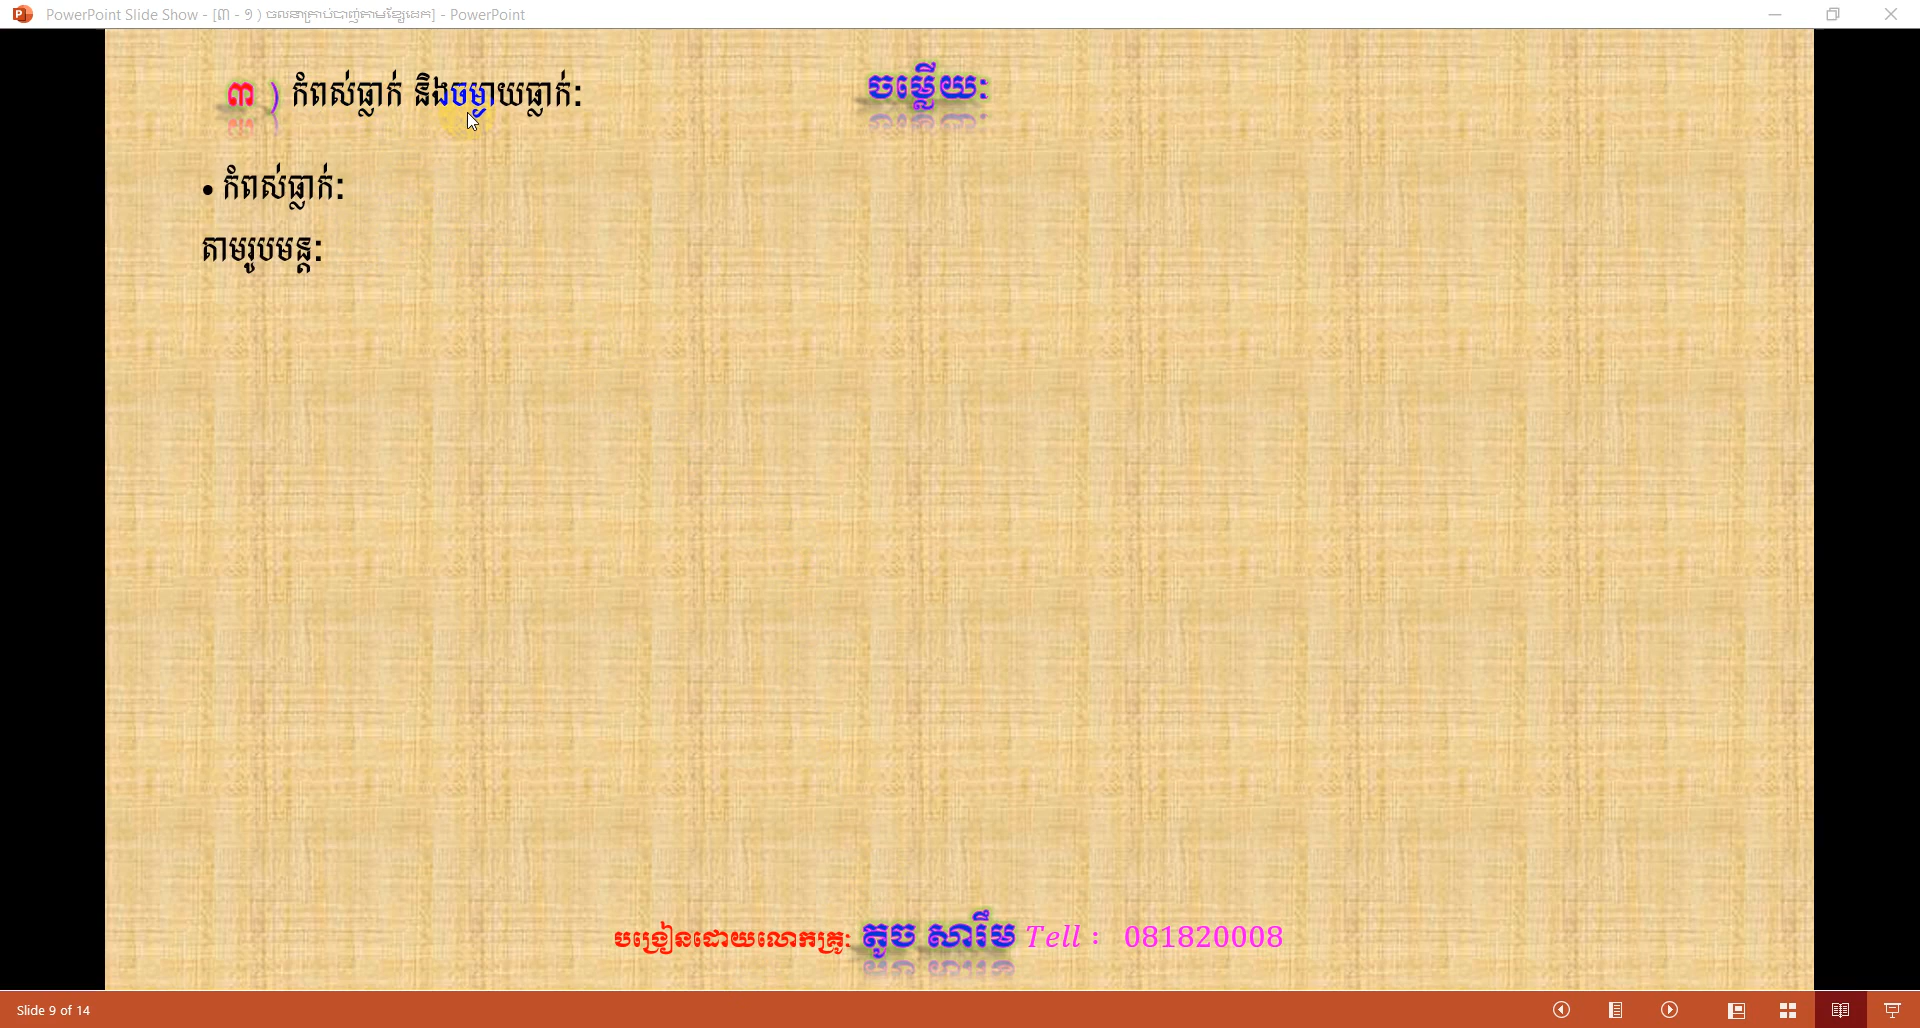 PowerPoint Slide Show - [៣ - ១ ) ចលនាគ្រាប់បាញ់តាមខ្សែដេក] - PowerPoint
៣ ) កំពស់ធ្លាក់ និងចម្ងាយធ្លាក់:
ចម្លើយ:
• កំពស់ធ្លាក់:
តាមរូបមន្ត:
បង្រៀនដោយលោកគ្រូ: តូច សារឹម Tell : 081820008
Slide 9 of 14